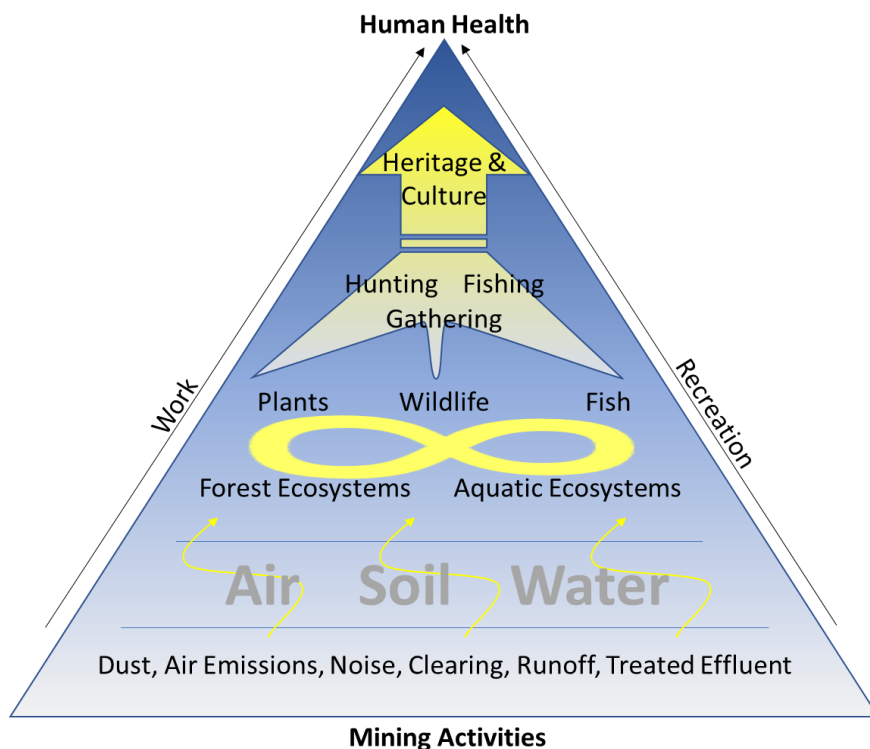 Human Health
Heritage &
Culture
Hunting Fishing
Gathering
Work
Recreation
Plants Wildlife Fish
Forest Ecosystems Aquatic Ecosystems
Air Soil Water
Dust, Air Emissions, Noise, Clearing, Runoff, Treated Effluent
Mining Activities